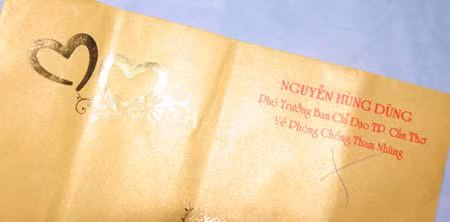 NGUYỄN HÙNG DŨNG
Phó Trưởng Ban Chỉ Đạo TP. Cần Thơ
Về Phòng Chống Tham Nhũng